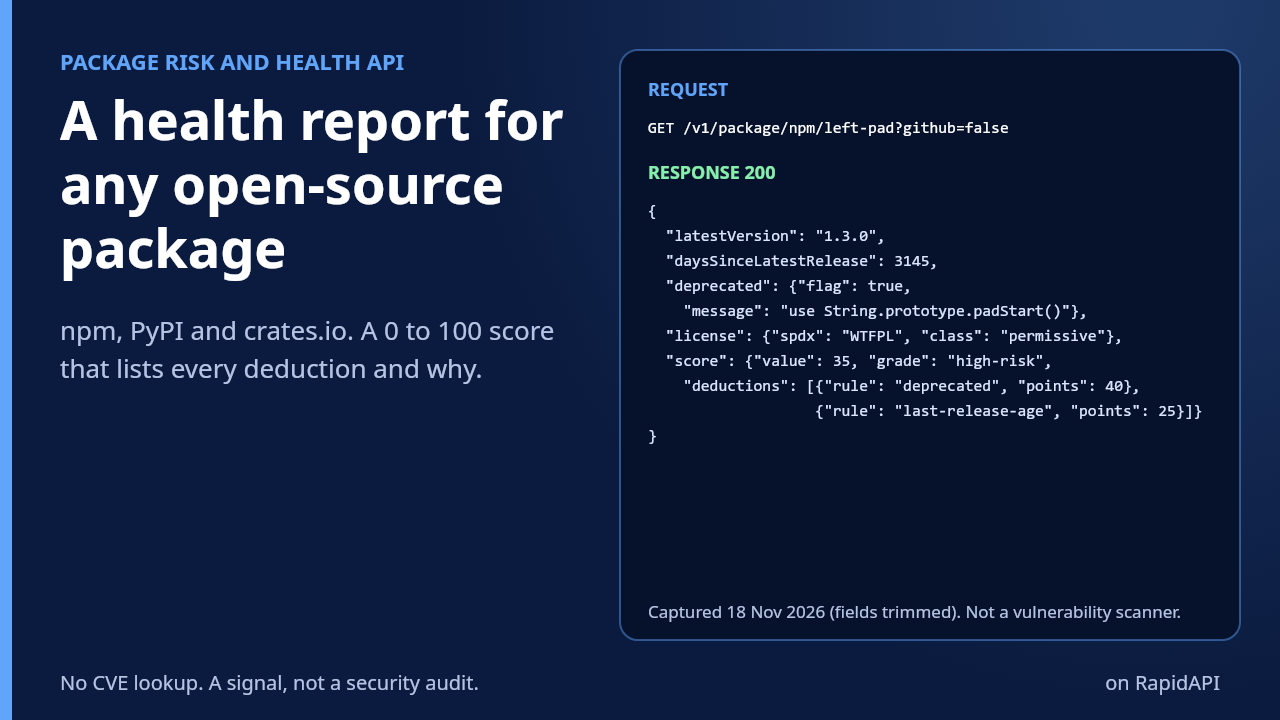 PACKAGE RISK AND HEALTH API
A health report for
any open-source
package
npm, PyPI and crates.io. A 0 to 100 score
that lists every deduction and why.
REQUEST
GET /v1/package/npm/left-pad?github=false
RESPONSE 200
{
  "latestVersion": "1.3.0",
  "daysSinceLatestRelease": 3145,
  "deprecated": {"flag": true,
    "message": "use String.prototype.padStart()"},
  "license": {"spdx": "WTFPL", "class": "permissive"},
  "score": {"value": 35, "grade": "high-risk",
    "deductions": [{"rule": "deprecated", "points": 40},
                   {"rule": "last-release-age", "points": 25}]}
}
Captured 18 Nov 2026 (fields trimmed). Not a vulnerability scanner.
No CVE lookup. A signal, not a security audit.
on RapidAPI